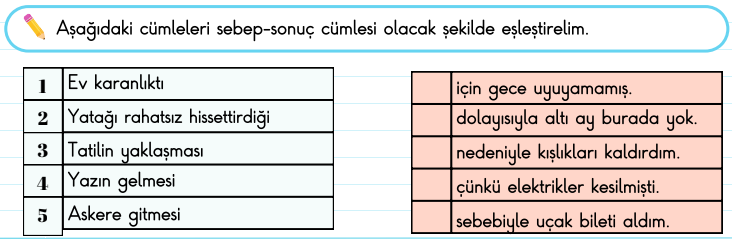 Aşağıdaki cümleleri sebep-sonuç cümlesi olacak şekilde eşleştirelim.
1 Ev karanlıktı
2 Yatağı rahatsız hissettirdiği
3 Tatilin yaklaşması
4 Yazın gelmesi
5 Askere gitmesi
için gece uyuyamamış.
dolayısıyla altı ay burada yok.
nedeniyle kışlıkları kaldırdım.
çünkü elektrikler kesilmişti.
sebebiyle uçak bileti aldım.